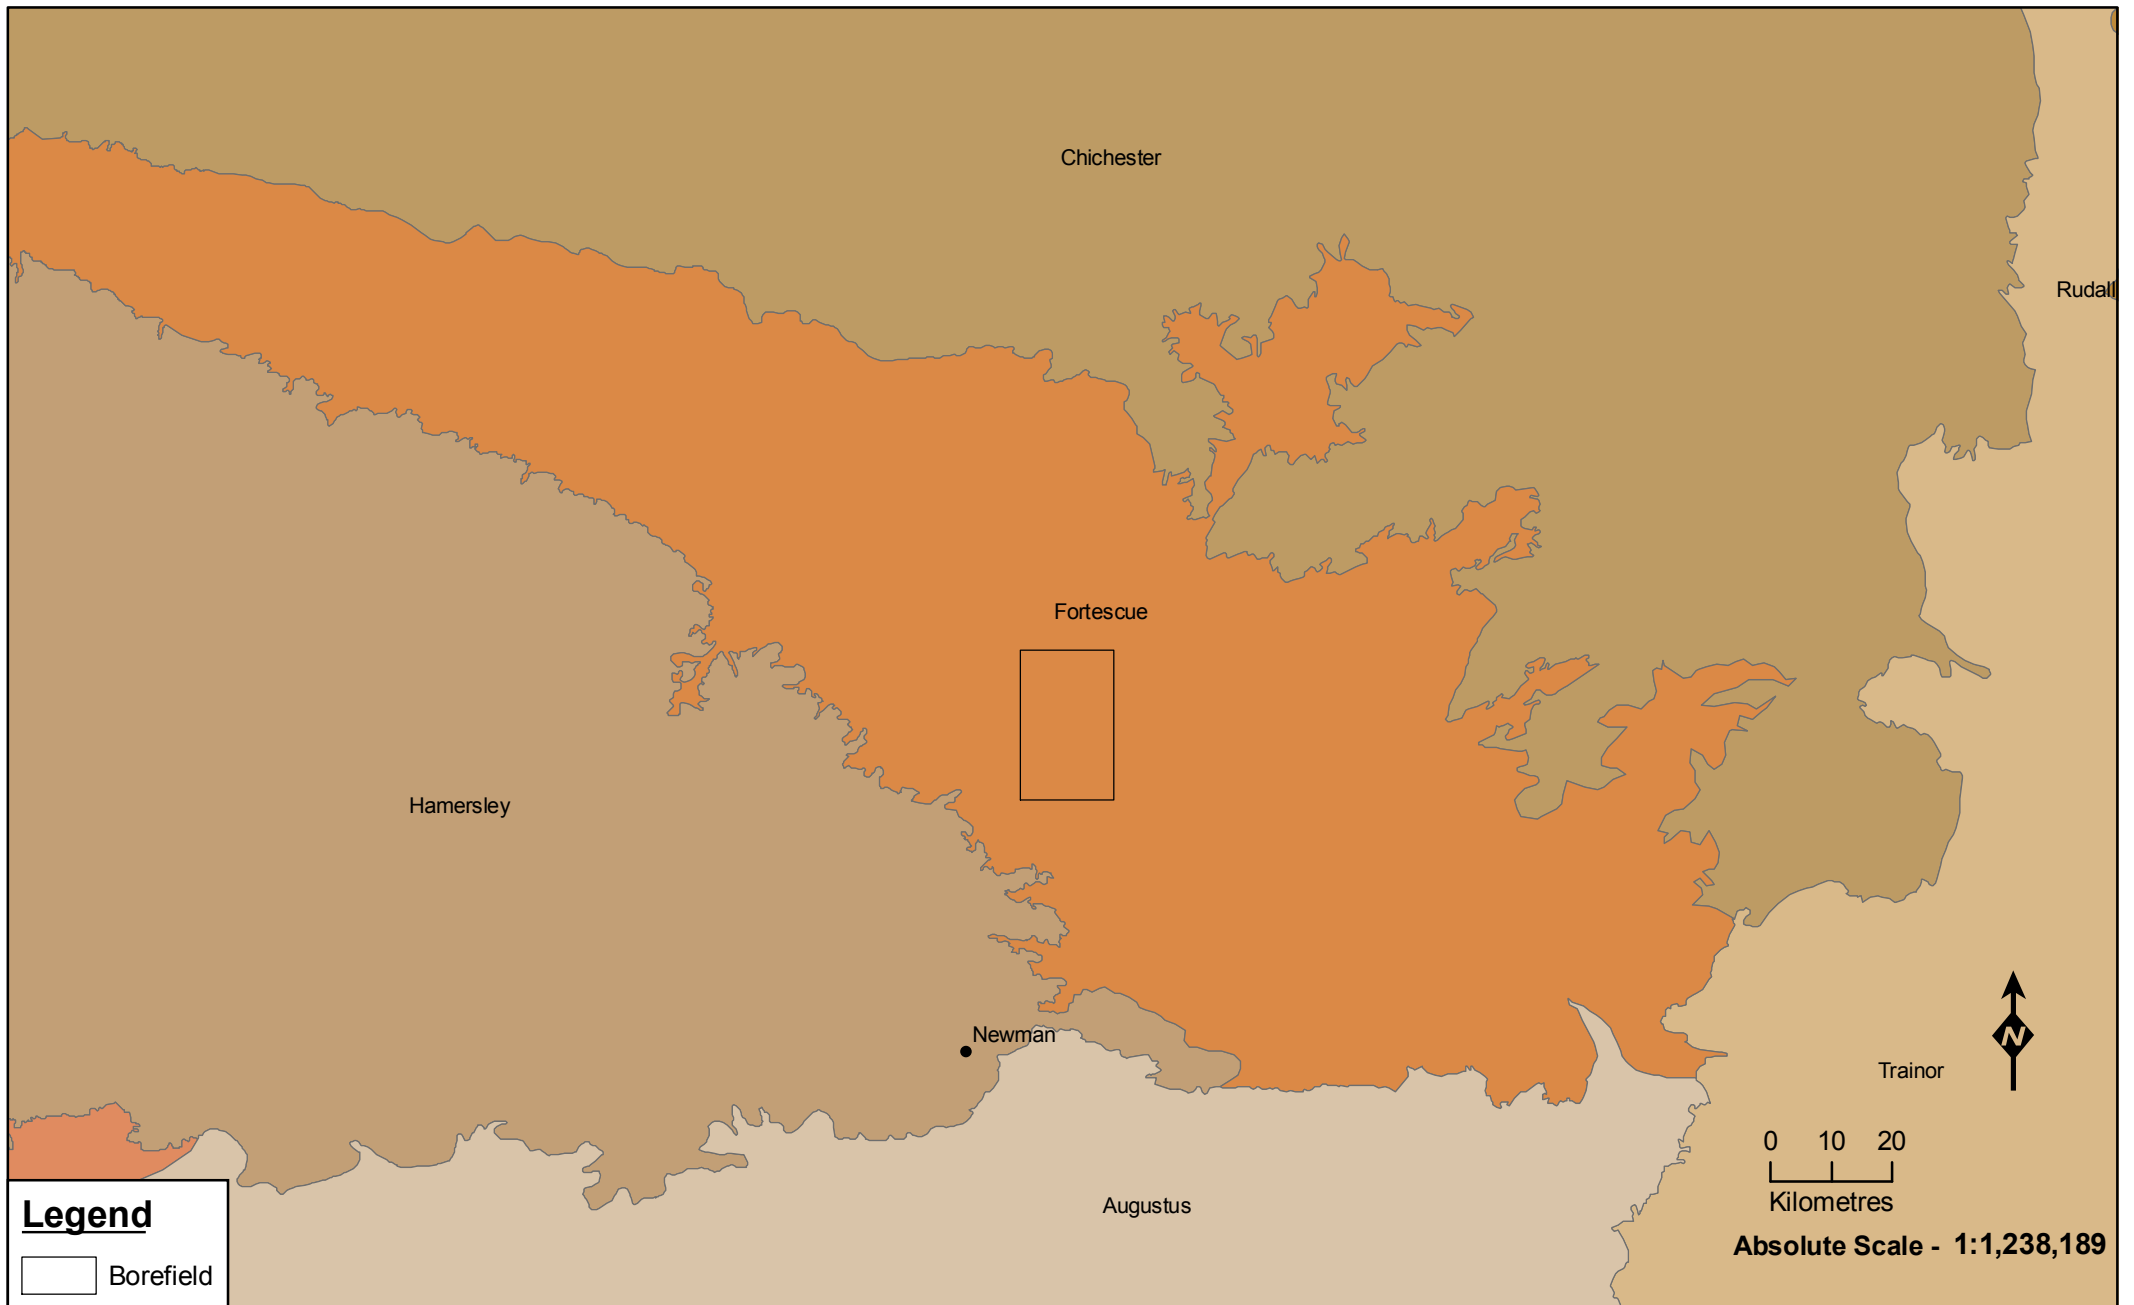 Chichester
Rudall
Fortescue
Hamersley
Newman
N
Trainor
0 10 20
Kilometres
Augustus
Absolute Scale - 1:1,238,189
Legend
Borefield